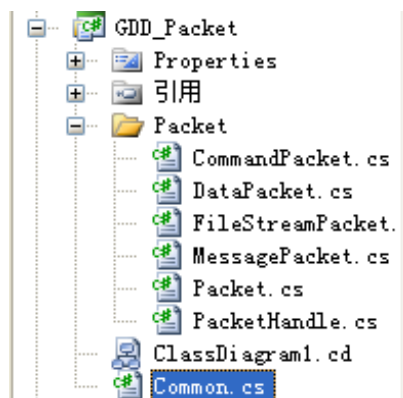 GDD_Packet
Properties
引用
Packet
CommandPacket.cs
DataPacket.cs
FileStreamPacket.
MessagePacket.cs
Packet.cs
PacketHandle.cs
ClassDiagram1.cd
Common.cs